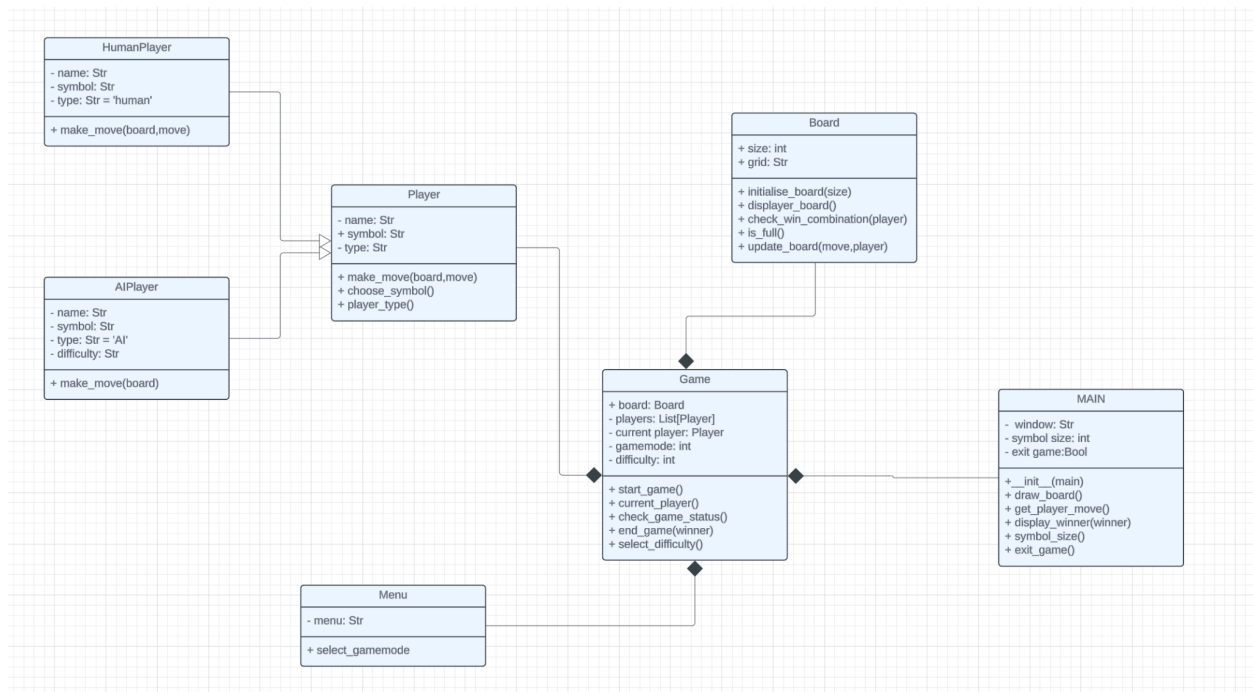 HumanPlayer
- name: Str
- symbol: Str
- type: Str = 'human'
+ make_move(board,move)
Board
+ size: int
+ grid: Str
+ initialise_board(size)
+ displayer_board()
+ check_win_combination(player)
+ is_full()
+ update_board(move,player)
Player
- name: Str
+ symbol: Str
- type: Str
+ make_move(board,move)
+ choose_symbol()
+ player_type()
AIPlayer
- name: Str
- symbol: Str
- type: Str = 'AI'
- difficulty: Str
+ make_move(board)
Game
+ board: Board
- players: List[Player]
- current player: Player
- gamemode: int
- difficulty: int
+ start_game()
+ current_player()
+ check_game_status()
+ end_game(winner)
+ select_difficulty()
MAIN
- window: Str
- symbol size: int
- exit game:Bool
+__init__(main)
+ draw_board()
+ get_player_move()
+ display_winner(winner)
+ symbol_size()
+ exit_game()
Menu
- menu: Str
+ select_gamemode